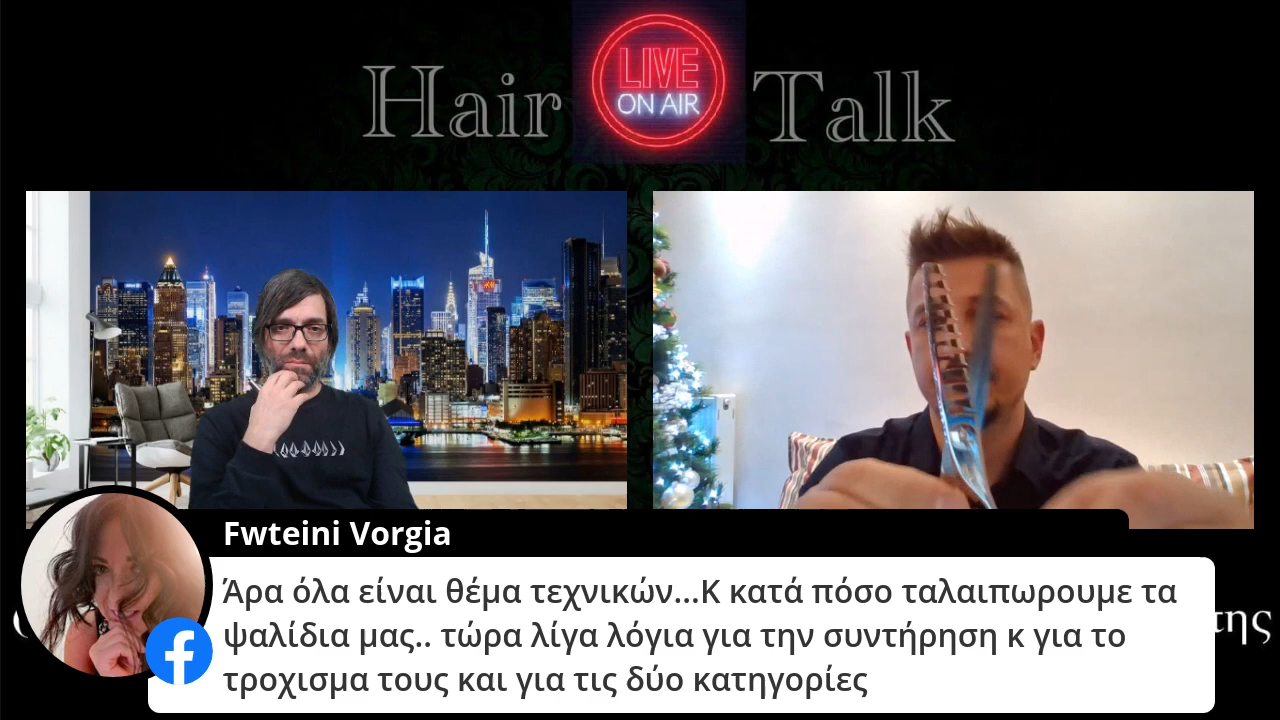 Hair
LIVE
ON AIR
Talk
Fwteini Vorgia
Άρα όλα είναι θέμα τεχνικών...Κ κατά πόσο ταλαιπωρουμε τα
ψαλίδια μας.. τώρα λίγα λόγια για την συντήρηση κ για το
τροχισμα τους και για τις δύο κατηγορίες